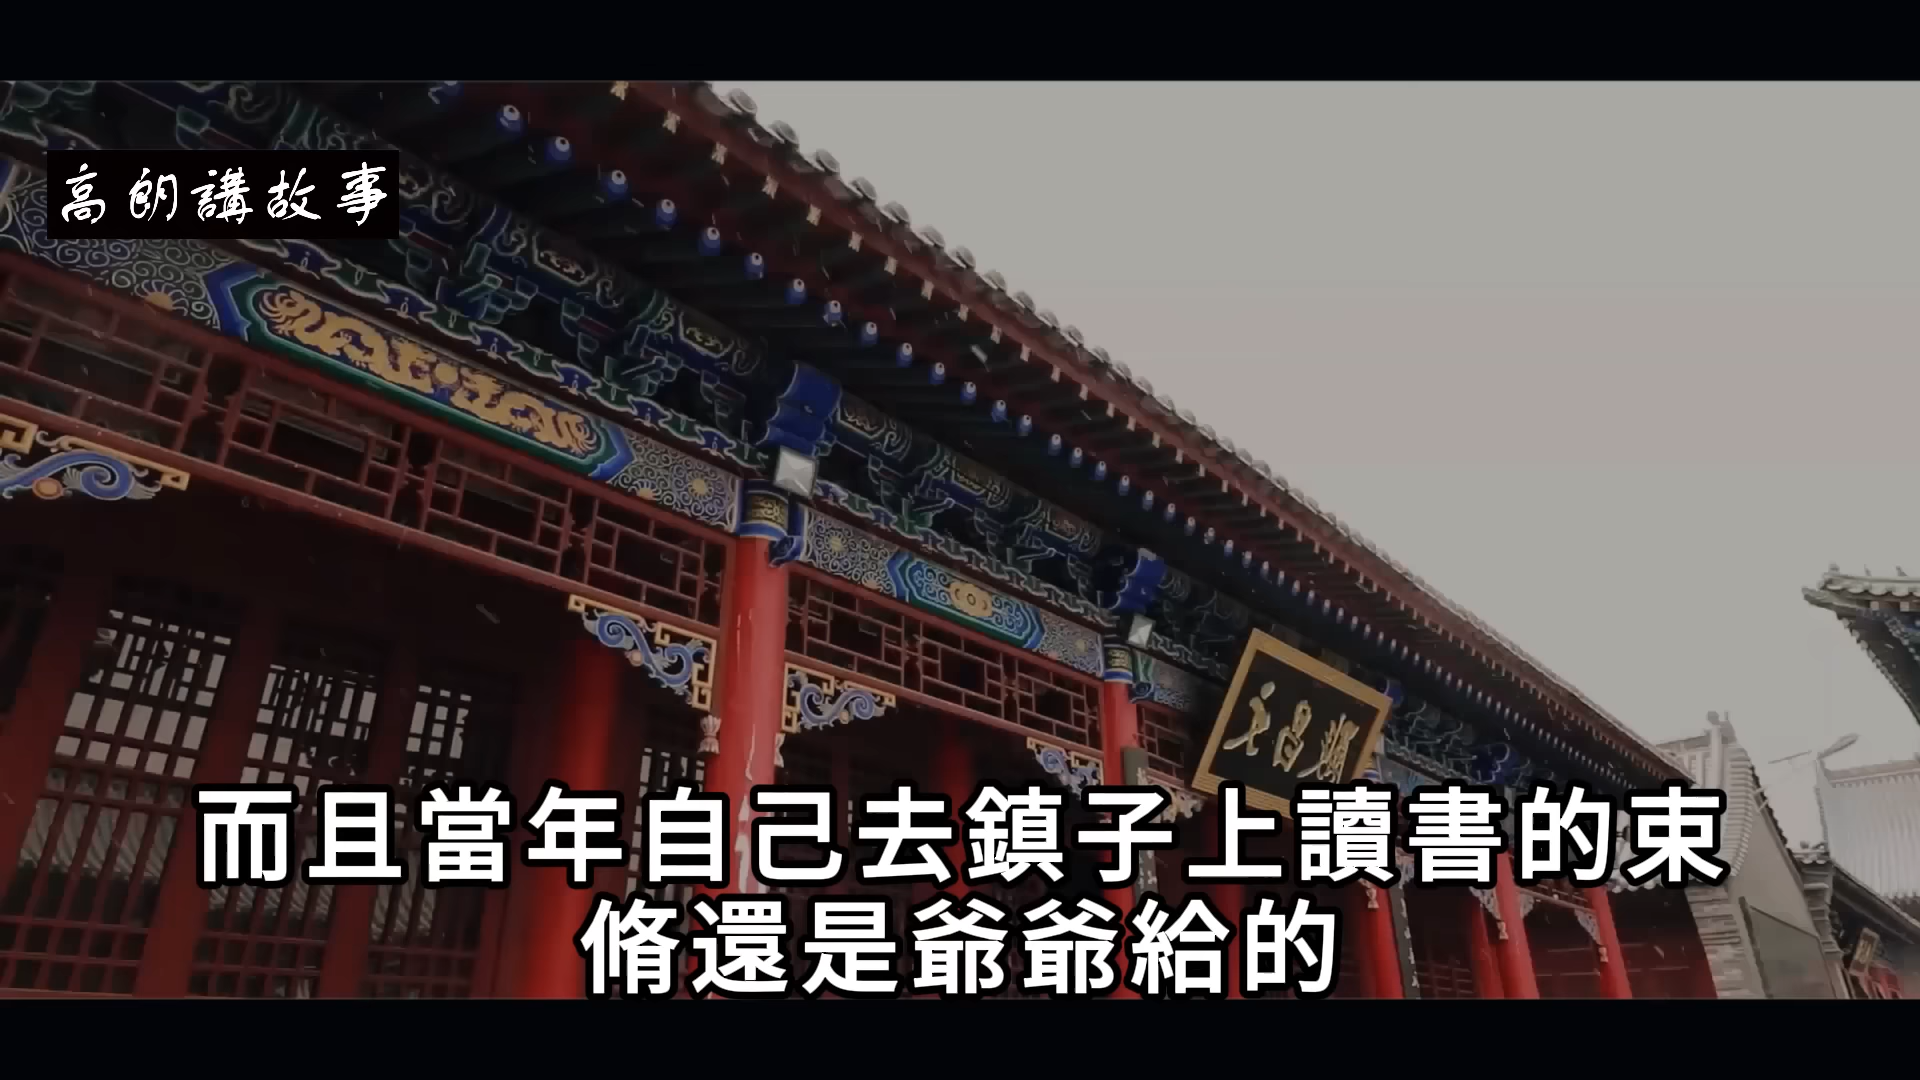 高朗講故事
而且當年自己去鎮子上讀書的束
脩還是爺爺給的